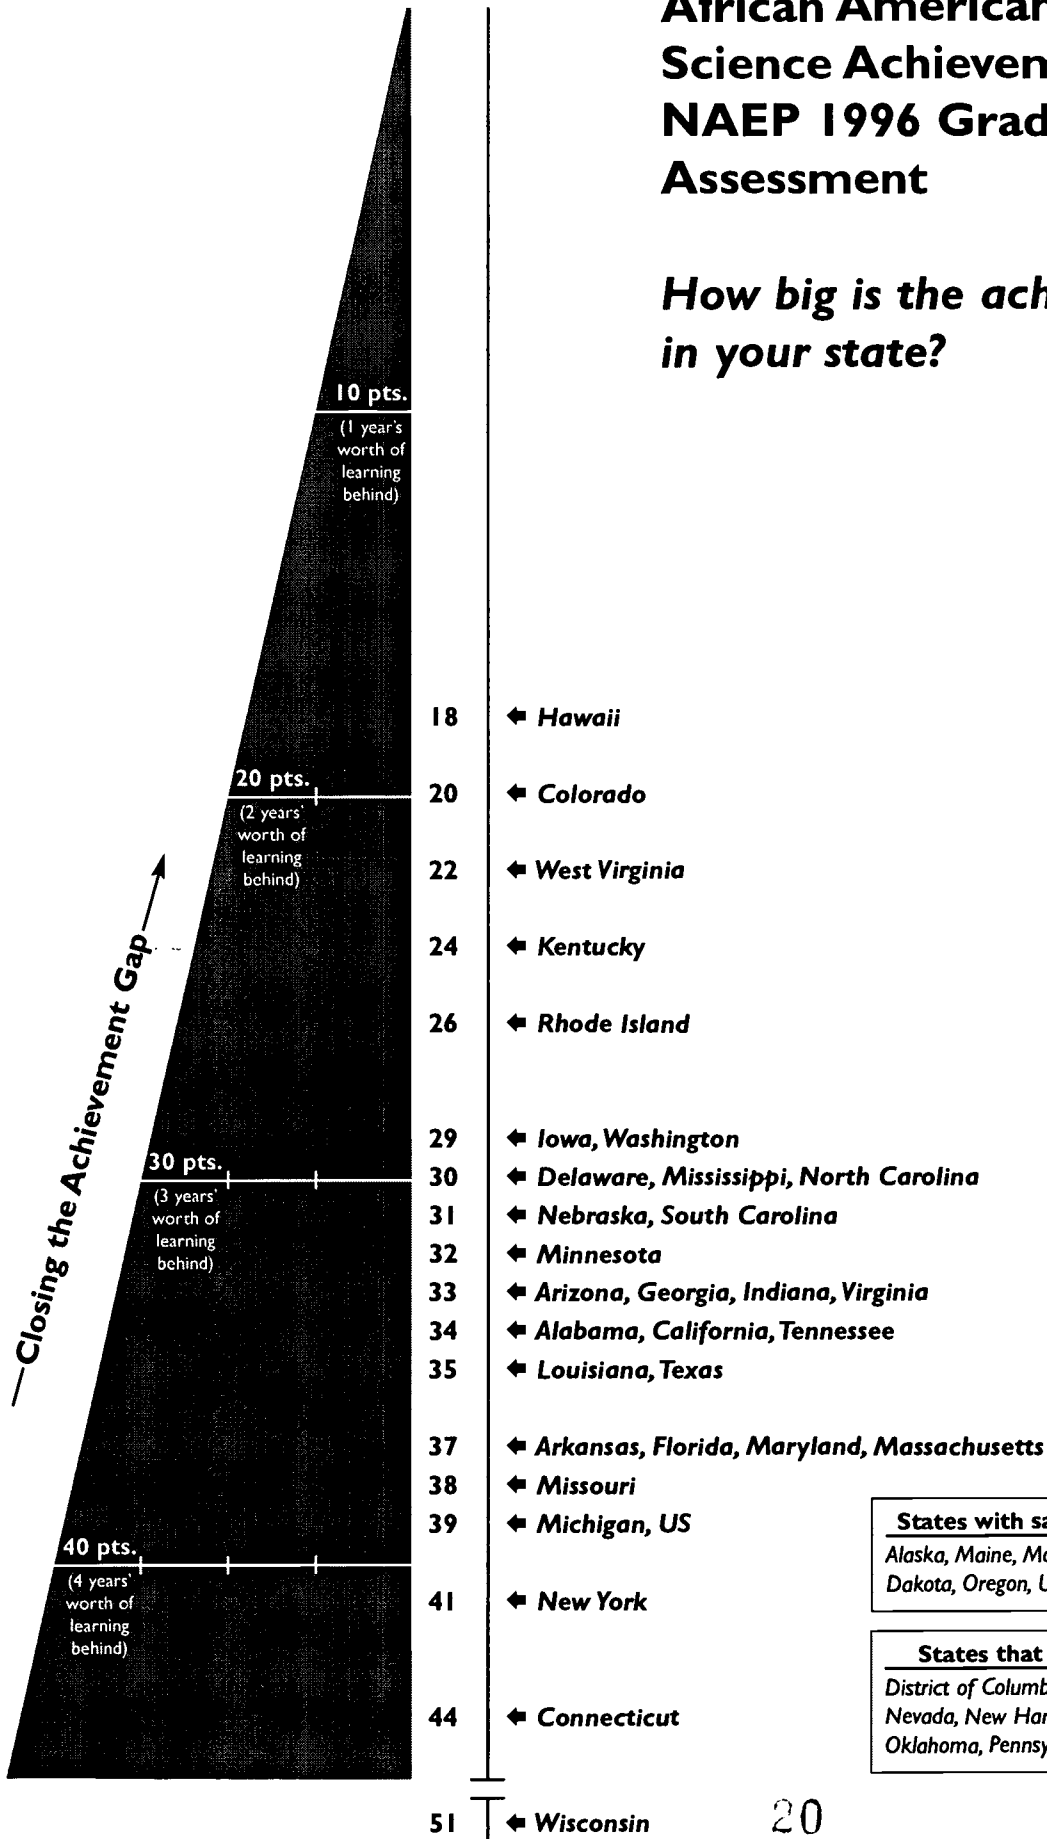 African American
Science Achievem
NAEP 1996 Grad
Assessment
How big is the ach
in your state?
10 pts.
(1 year's
worth of
learning
behind)
20 pts.
(2 years'
worth of
learning
behind)
30 pts.
(3 years'
worth of
learning
behind)
40 pts.
(4 years'
worth of
learning
behind)
Closing the Achievement Gap
18 Hawaii
20 Colorado
22 West Virginia
24 Kentucky
26 Rhode Island
29 Iowa, Washington
30 Delaware, Mississippi, North Carolina
31 Nebraska, South Carolina
32 Minnesota
33 Arizona, Georgia, Indiana, Virginia
34 Alabama, California, Tennessee
35 Louisiana, Texas
37 Arkansas, Florida, Maryland, Massachusetts
38 Missouri
39 Michigan, US
41 New York
44 Connecticut
51 Wisconsin
States with sa
Alaska, Maine, Mo
Dakota, Oregon, U
States that
District of Columb
Nevada, New Ham
Oklahoma, Pennsy
20